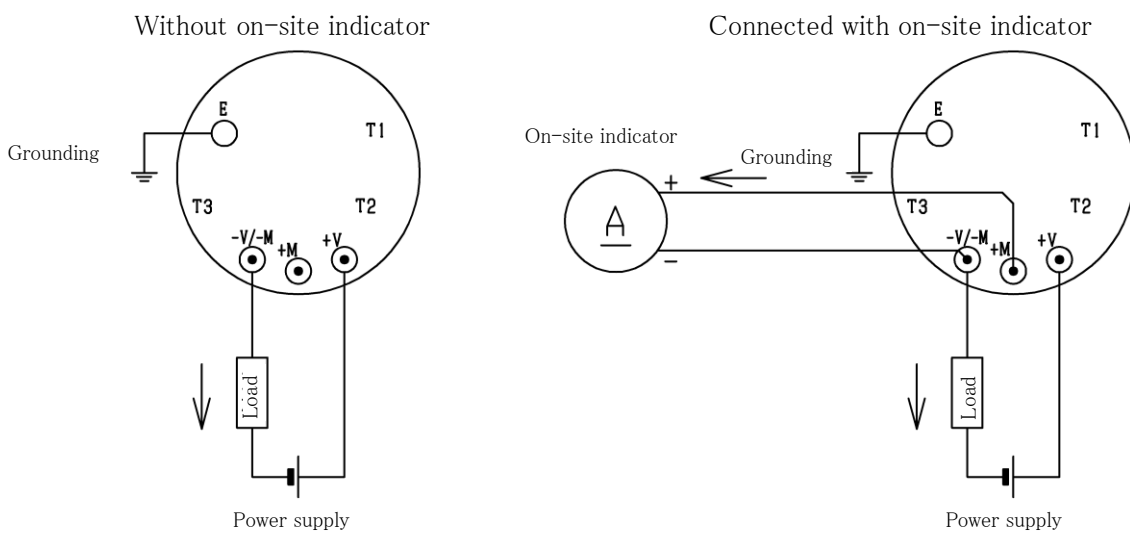 Without on-site indicator
E
T1
Grounding
T3
T2
-V/-M
+M
+V
Load
Power supply
Connected with on-site indicator
E
T1
On-site indicator
Grounding
+
A
T3
T2
-V/-M
+M
+V
−
Load
Power supply